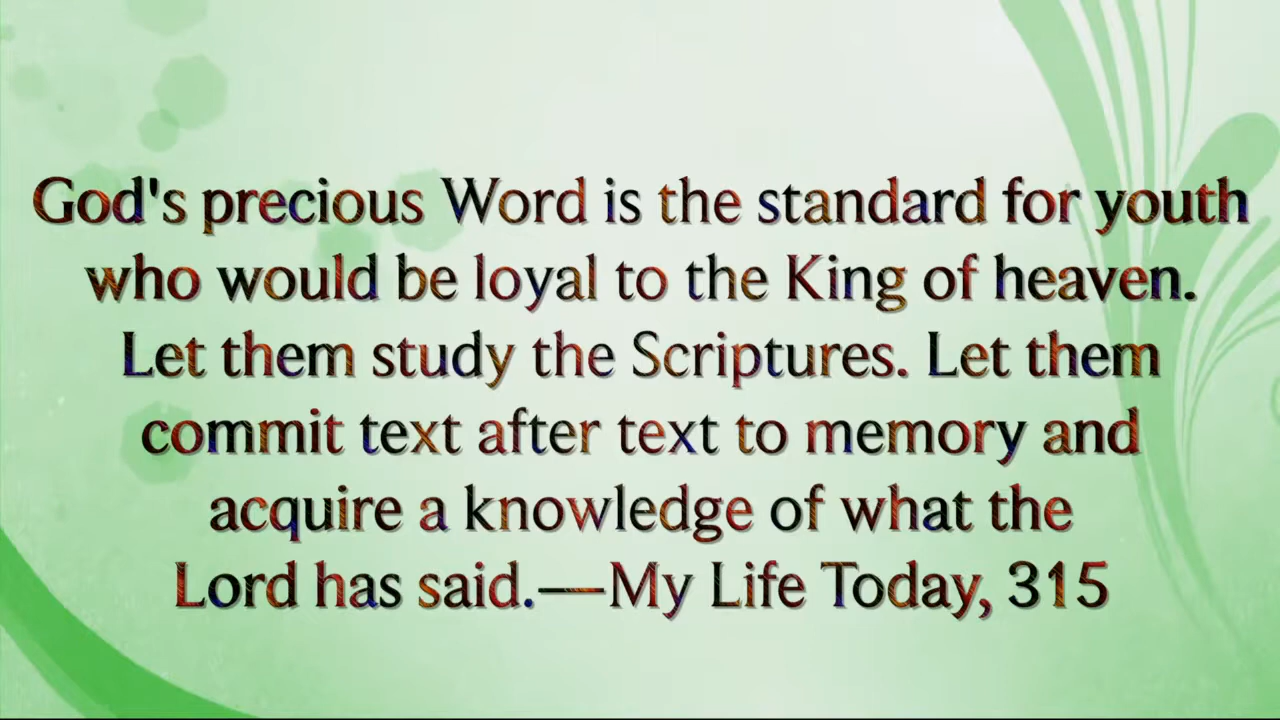 God's precious Word is the standard for youth
who would be loyal to the King of heaven.
Let them study the Scriptures. Let them
commit text after text to memory and
acquire a knowledge of what the
Lord has said.—My Life Today, 315